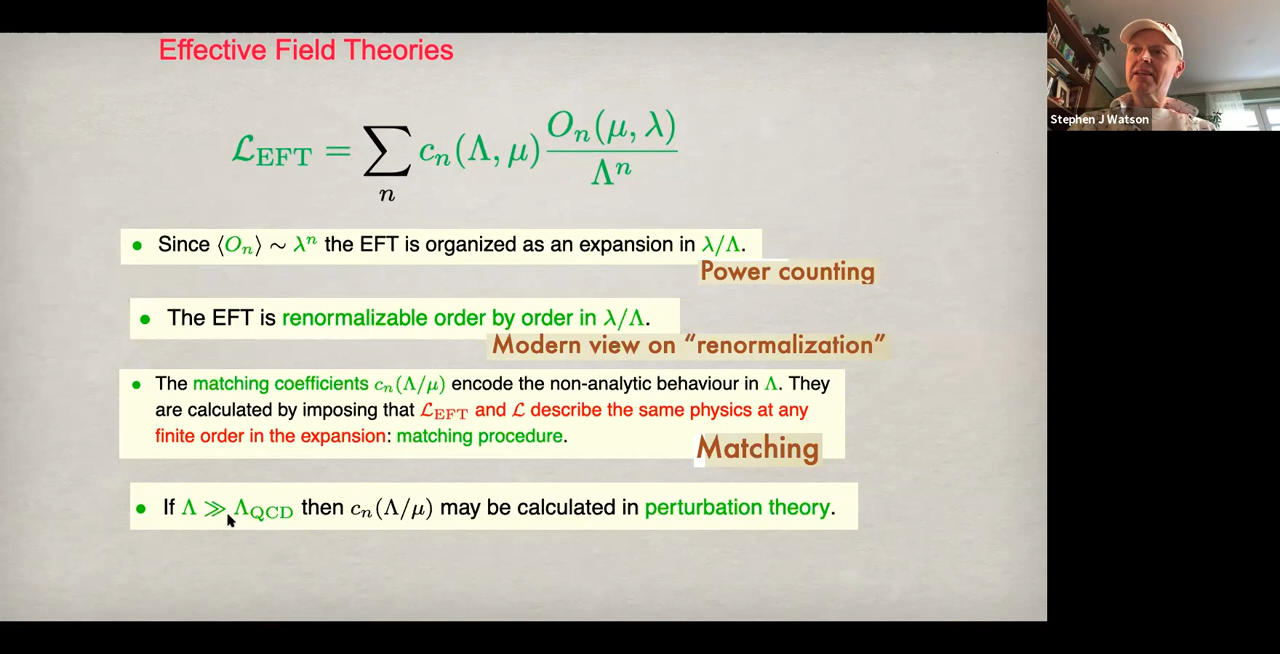 Effective Field Theories
Stephen J Watson
ℒ_EFT = ∑_n c_n(Λ, μ) O_n(μ, λ) / Λ^n
• Since ⟨O_n⟩ ∼ λ^n the EFT is organized as an expansion in λ/Λ.
Power counting
• The EFT is renormalizable order by order in λ/Λ.
Modern view on “renormalization”
• The matching coefficients c_n(Λ/μ) encode the non-analytic behaviour in Λ. They
are calculated by imposing that ℒ_EFT and ℒ describe the same physics at any
finite order in the expansion: matching procedure.
Matching
• If Λ ≫ Λ_QCD then c_n(Λ/μ) may be calculated in perturbation theory.